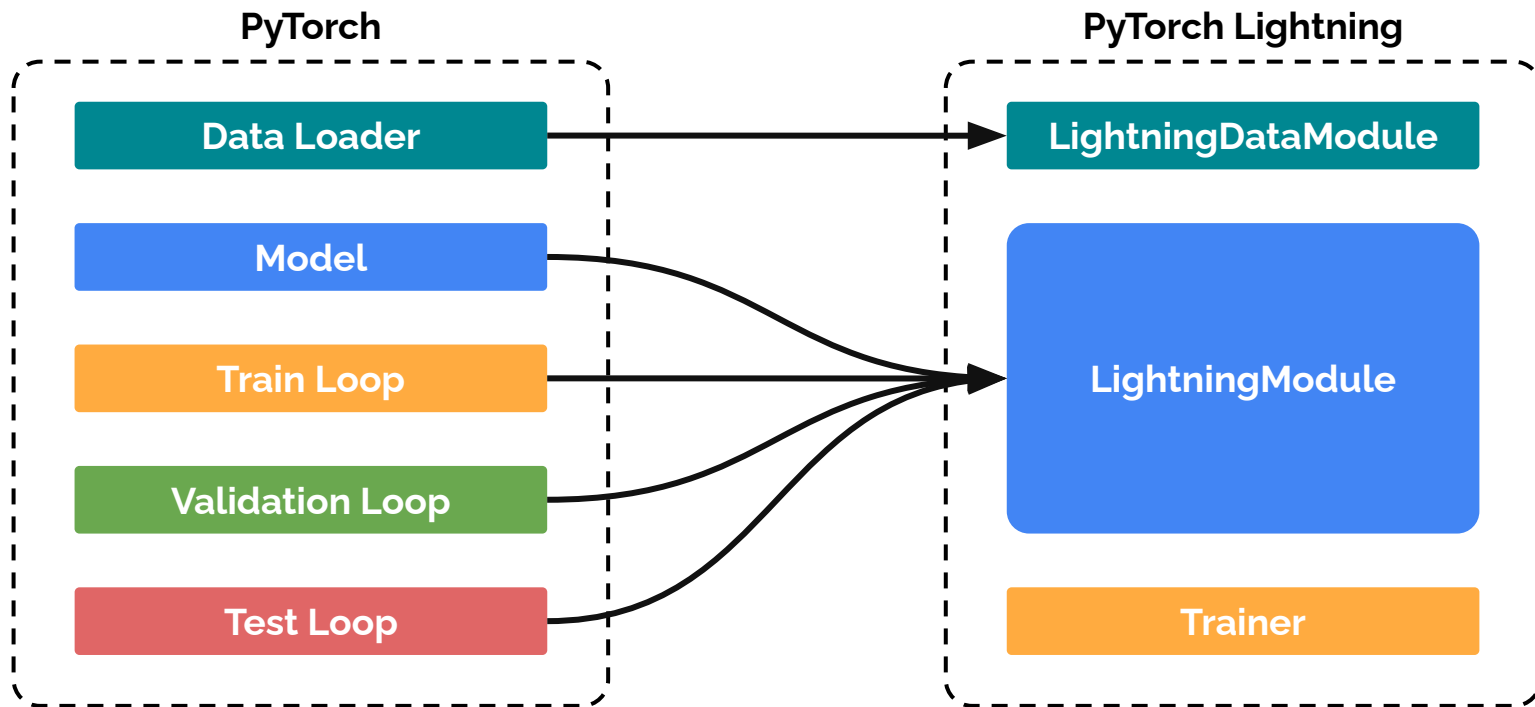 PyTorch
PyTorch Lightning
Data Loader
LightningDataModule
Model
Train Loop
LightningModule
Validation Loop
Test Loop
Trainer